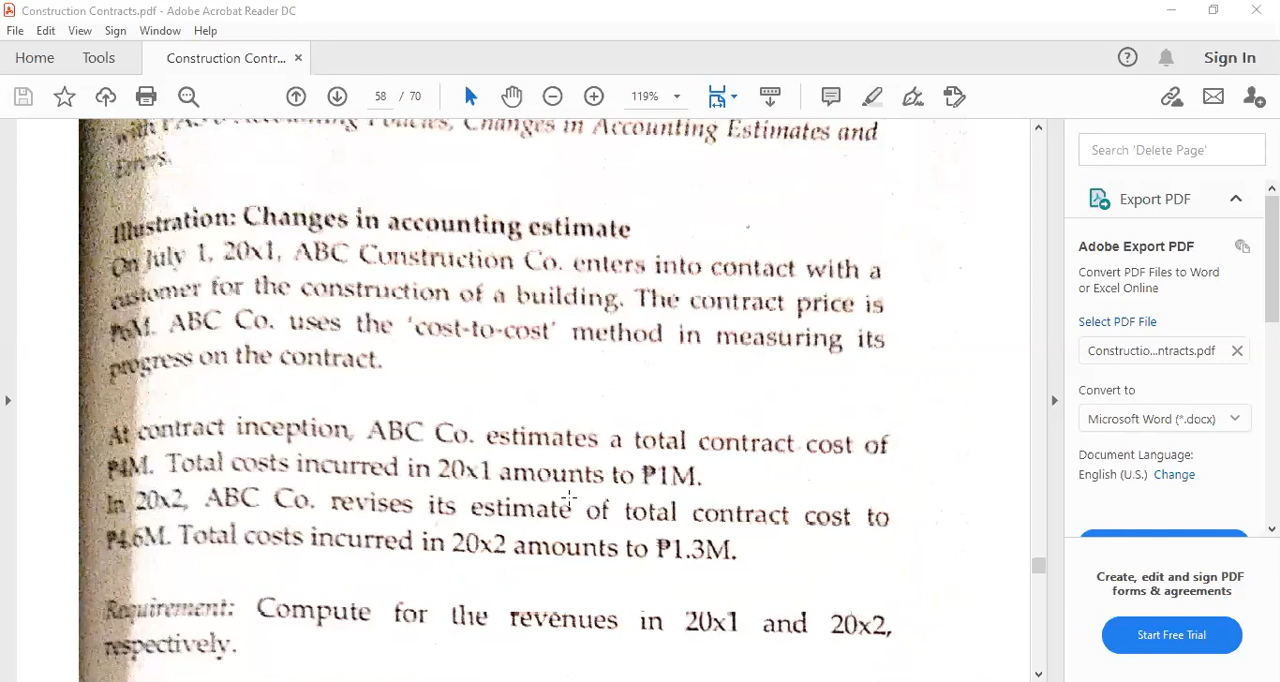 Construction Contracts.pdf - Adobe Acrobat Reader DC
File Edit View Sign Window Help
Home Tools Construction Contr... × Sign In
58 / 70 119%
with Accounting Policies, Changes in Accounting Estimates and
Errors.
Illustration: Changes in accounting estimate
On July 1, 20x1, ABC Construction Co. enters into contact with a
customer for the construction of a building. The contract price is
₱6M. ABC Co. uses the 'cost-to-cost' method in measuring its
progress on the contract.
At contract inception, ABC Co. estimates a total contract cost of
₱4M. Total costs incurred in 20x1 amounts to ₱1M.
In 20x2, ABC Co. revises its estimate of total contract cost to
₱4.6M. Total costs incurred in 20x2 amounts to ₱1.3M.
Requirement: Compute for the revenues in 20x1 and 20x2,
respectively.
Search 'Delete Page'
Export PDF
Adobe Export PDF
Convert PDF Files to Word
or Excel Online
Select PDF File
Constructio...ntracts.pdf
Convert to
Microsoft Word (*.docx)
Document Language:
English (U.S.) Change
Create, edit and sign PDF
forms & agreements
Start Free Trial